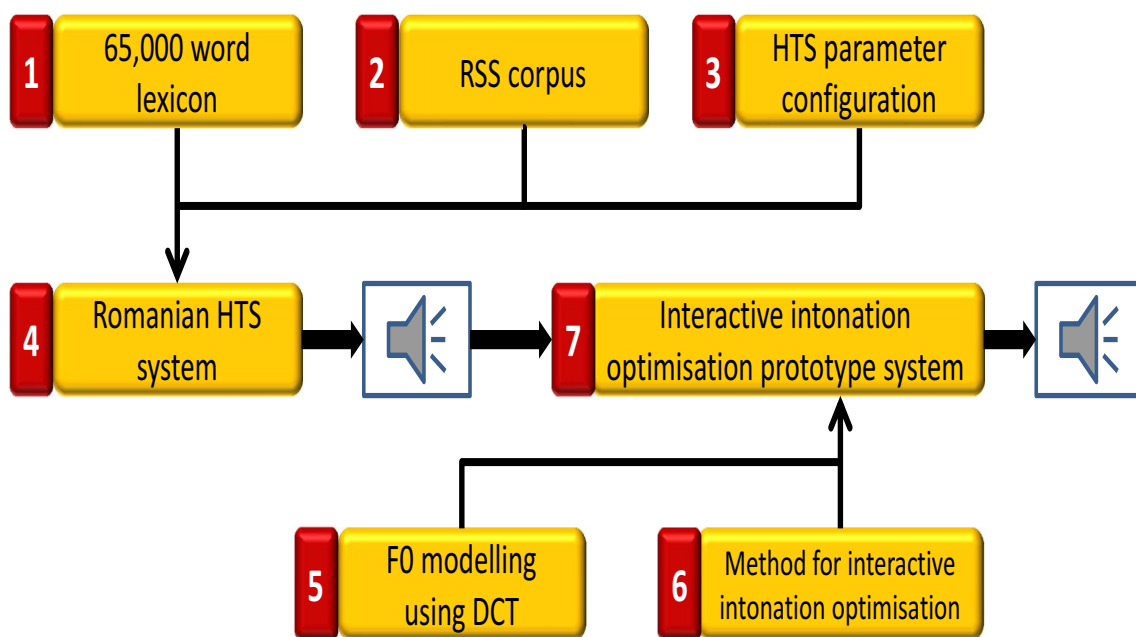 1
65,000 word
lexicon
2
RSS corpus
3
HTS parameter
configuration
4
Romanian HTS
system
7
Interactive intonation
optimisation prototype system
5
F0 modelling
using DCT
6
Method for interactive
intonation optimisation